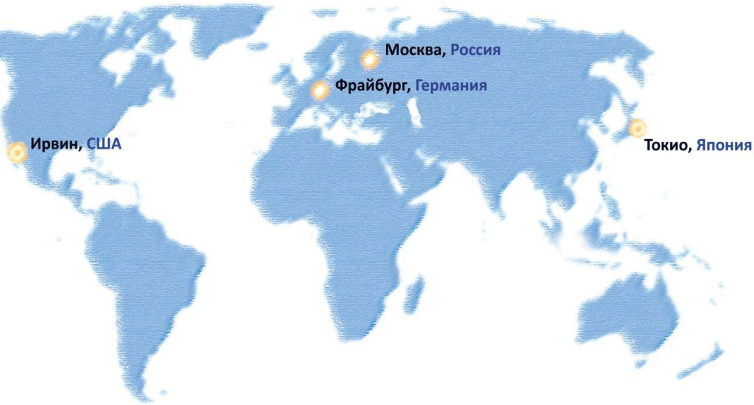 Москва, Россия
Фрайбург, Германия
Ирвин, США
Токио, Япония